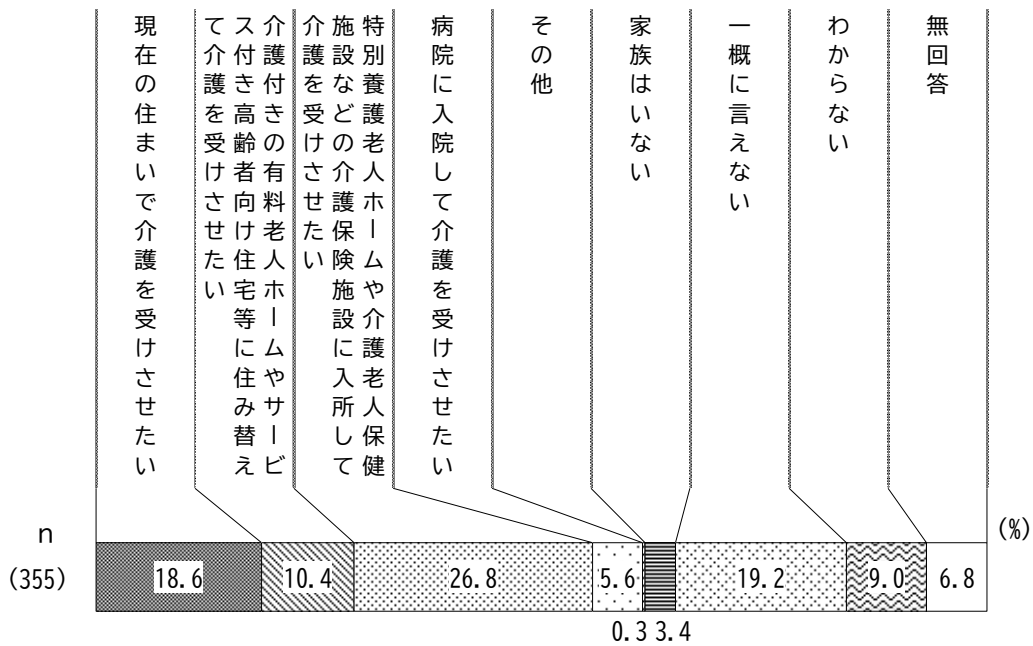 現在の住まいで介護を受けさせたい
介護付きの有料老人ホームやサービ
ス付き高齢者向け住宅等に住み替え
て介護を受けさせたい
特別養護老人ホームや介護老人保健
施設などの介護保険施設に入所して
介護を受けさせたい
病院に入院して介護を受けさせたい
その他
家族はいない
一概に言えない
わからない
無回答
n
(%)
(355)
18.6
10.4
26.8
5.6
19.2
9.0
6.8
0.3
3.4